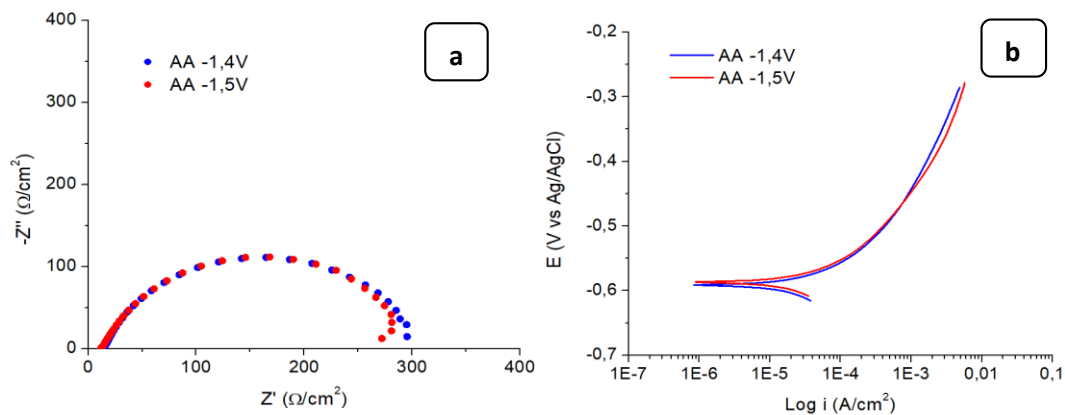 a
AA -1,4V
AA -1,5V
400
300
200
100
0
-Z'' (Ω/cm²)
0 100 200 300 400
Z' (Ω/cm²)
b
AA -1,4V
AA -1,5V
-0,2
-0,3
-0,4
-0,5
-0,6
-0,7
E (V vs Ag/AgCl)
1E-7 1E-6 1E-5 1E-4 1E-3 0,01 0,1
Log i (A/cm²)